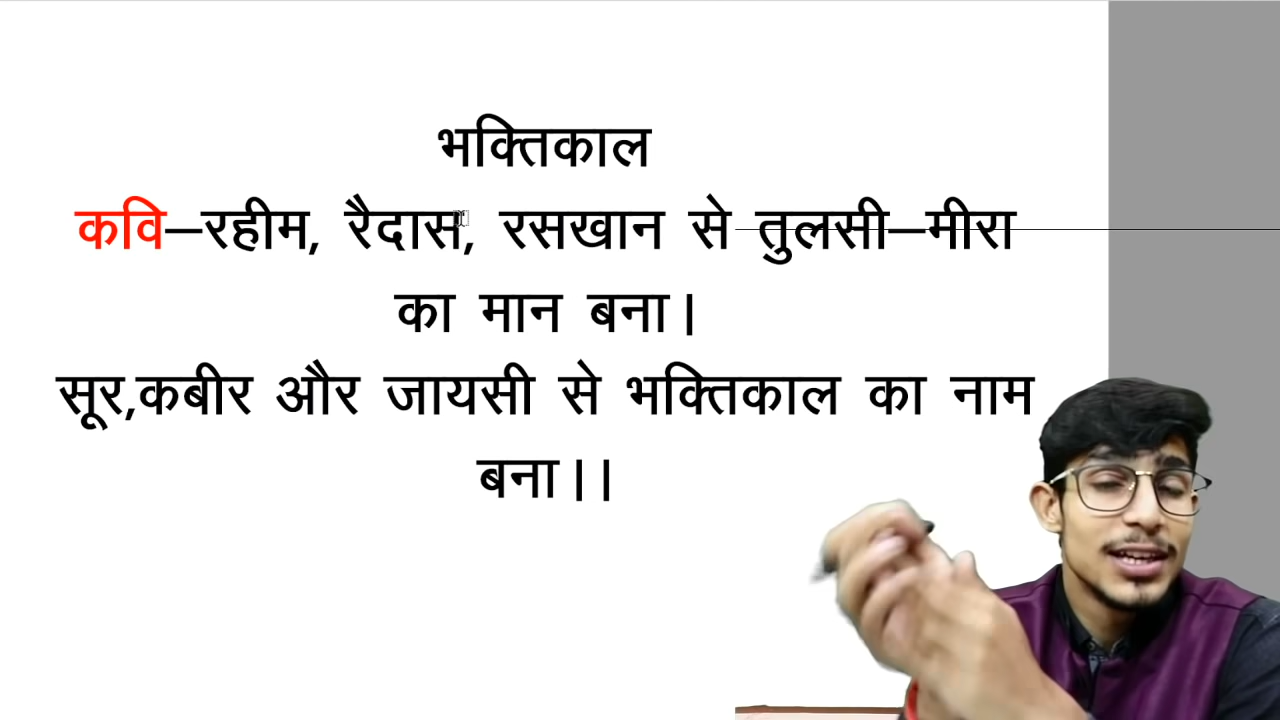 भक्तिकाल
कवि–रहीम, रैदास, रसखान से तुलसी–मीरा
का मान बना।
सूर,कबीर और जायसी से भक्तिकाल का नाम
बना।।